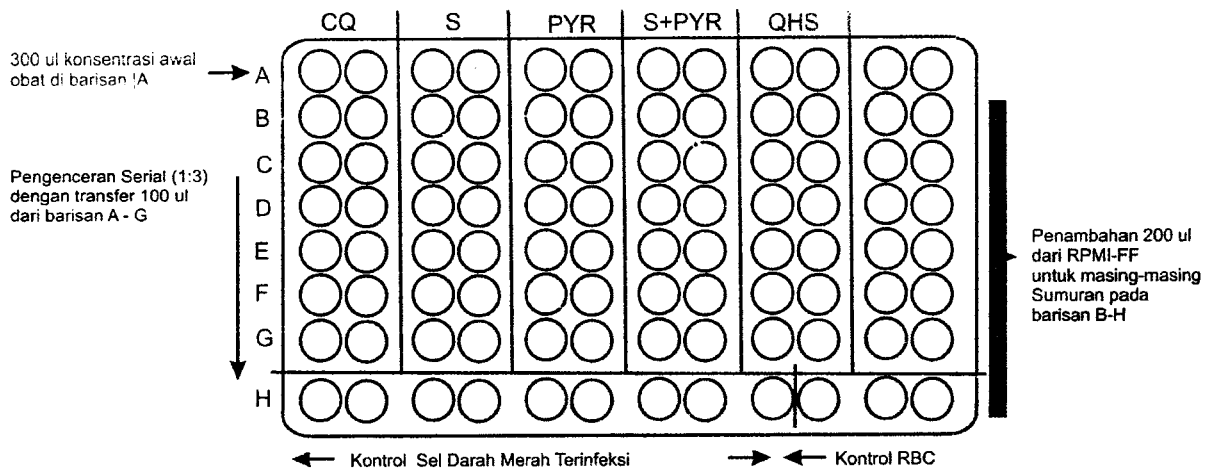 CQ S PYR S+PYR QHS
300 ul konsentrasi awal
obat di barisan A
A
B
C
D
E
F
G
H
Pengenceran Serial (1:3)
dengan transfer 100 ul
dari barisan A - G
Penambahan 200 ul
dari RPMI-FF
untuk masing-masing
Sumuran pada
barisan B-H
Kontrol Sel Darah Merah Terinfeksi
Kontrol RBC